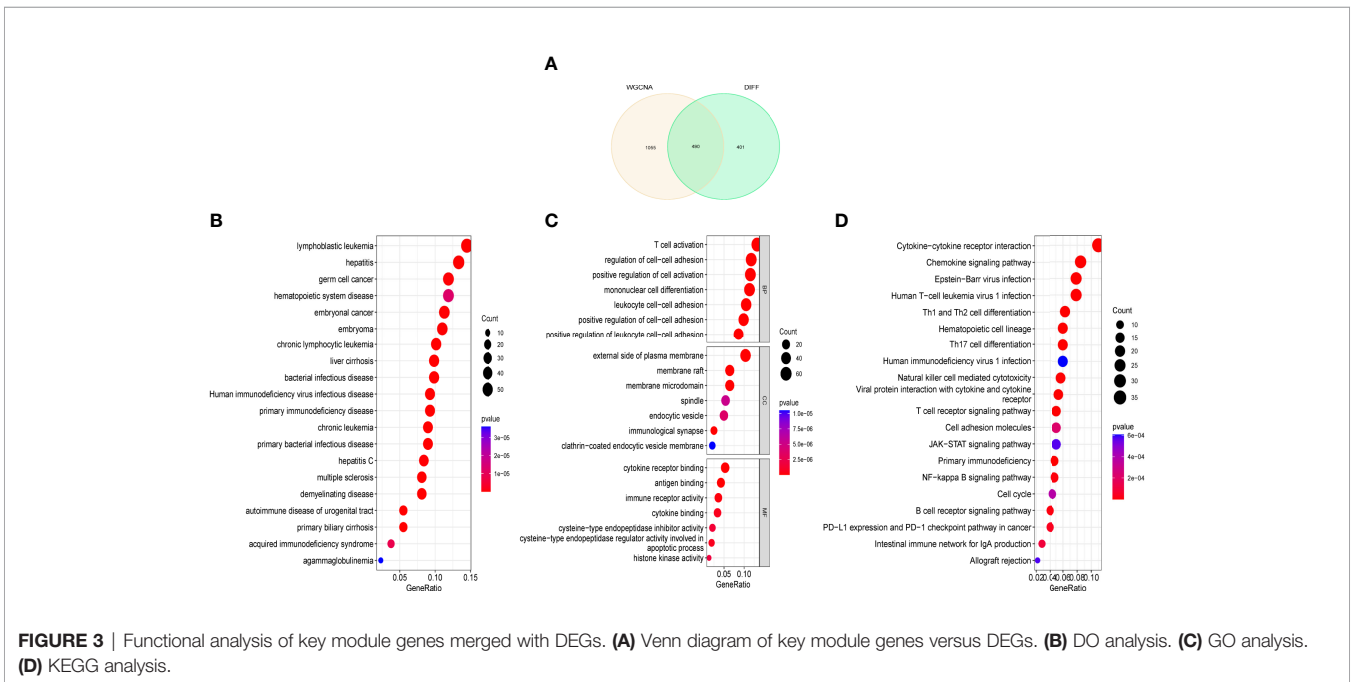 A
WGCNA
DIFF
1055
490
401
B
lymphoblastic leukemia
hepatitis
germ cell cancer
hematopoietic system disease
embryonal cancer
embryoma
chronic lymphocytic leukemia
liver cirrhosis
bacterial infectious disease
Human immunodeficiency virus infectious disease
primary immunodeficiency disease
chronic leukemia
primary bacterial infectious disease
hepatitis C
multiple sclerosis
demyelinating disease
autoimmune disease of urogenital tract
primary biliary cirrhosis
acquired immunodeficiency syndrome
agammaglobulinemia
0.05 0.10 0.15
GeneRatio
Count
10
20
30
40
50
pvalue
3e-05
2e-05
1e-05
C
T cell activation
regulation of cell-cell adhesion
positive regulation of cell activation
mononuclear cell differentiation
leukocyte cell-cell adhesion
positive regulation of cell-cell adhesion
positive regulation of leukocyte cell-cell adhesion
BP
external side of plasma membrane
membrane raft
membrane microdomain
spindle
endocytic vesicle
immunological synapse
clathrin-coated endocytic vesicle membrane
CC
cytokine receptor binding
antigen binding
immune receptor activity
cytokine binding
cysteine-type endopeptidase inhibitor activity
cysteine-type endopeptidase regulator activity involved in
apoptotic process
histone kinase activity
MF
0.05 0.10
GeneRatio
Count
20
40
60
pvalue
1.0e-05
7.5e-06
5.0e-06
2.5e-06
D
Cytokine-cytokine receptor interaction
Chemokine signaling pathway
Epstein-Barr virus infection
Human T-cell leukemia virus 1 infection
Th1 and Th2 cell differentiation
Hematopoietic cell lineage
Th17 cell differentiation
Human immunodeficiency virus 1 infection
Natural killer cell mediated cytotoxicity
Viral protein interaction with cytokine and cytokine
receptor
T cell receptor signaling pathway
Cell adhesion molecules
JAK-STAT signaling pathway
Primary immunodeficiency
NF-kappa B signaling pathway
Cell cycle
B cell receptor signaling pathway
PD-L1 expression and PD-1 checkpoint pathway in cancer
Intestinal immune network for IgA production
Allograft rejection
0.02 0.04 0.06 0.08 0.10
GeneRatio
Count
10
15
20
25
30
35
pvalue
6e-04
4e-04
2e-04
FIGURE 3 | Functional analysis of key module genes merged with DEGs. (A) Venn diagram of key module genes versus DEGs. (B) DO analysis. (C) GO analysis.
(D) KEGG analysis.